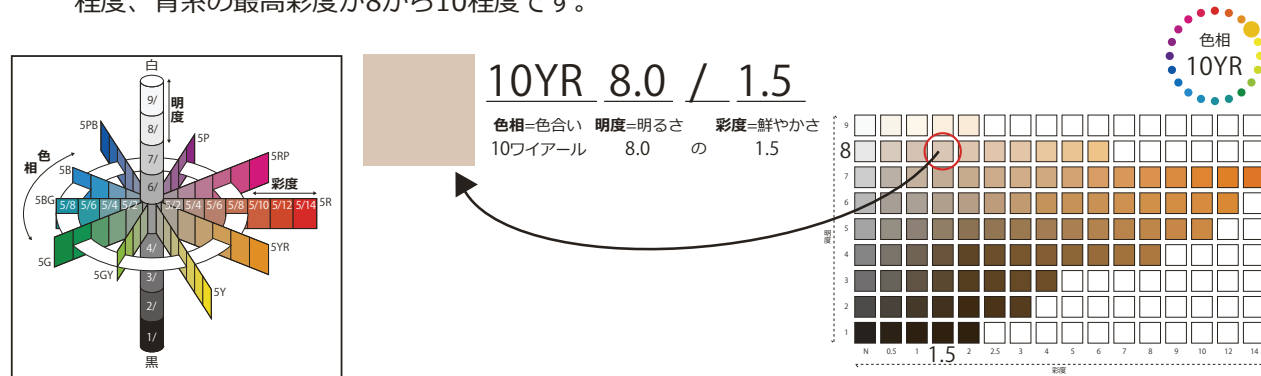 程度、青系の最高彩度が8から10程度です。
白
9/
明度
8/
7/
6/
5PB
5P
5RP
色相
5B
彩度
5BG
5/8 5/6 5/4 5/2
5/2 5/4 5/6 5/8 5/10 5/12 5/14
5R
4/
5YR
5G
5GY
3/
5Y
2/
1/
黒
10YR 8.0 / 1.5
色相=色合い 明度=明るさ 彩度=鮮やかさ
10ワイアール 8.0 の 1.5
色相
10YR
9
8
7
6
5
4
3
2
1
明度
N 0.5 1 1.5 2 2.5 3 4 5 6 7 8 9 10 12 14
彩度